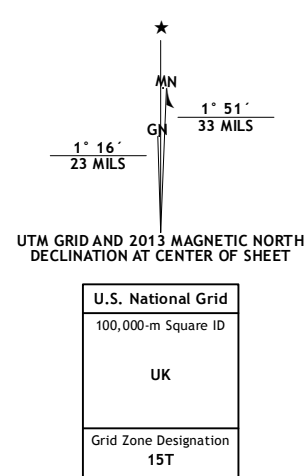 MN
1° 51´
33 MILS
GN
1° 16´
23 MILS
UTM GRID AND 2013 MAGNETIC NORTH
DECLINATION AT CENTER OF SHEET
U.S. National Grid
100,000-m Square ID
UK
Grid Zone Designation
15T